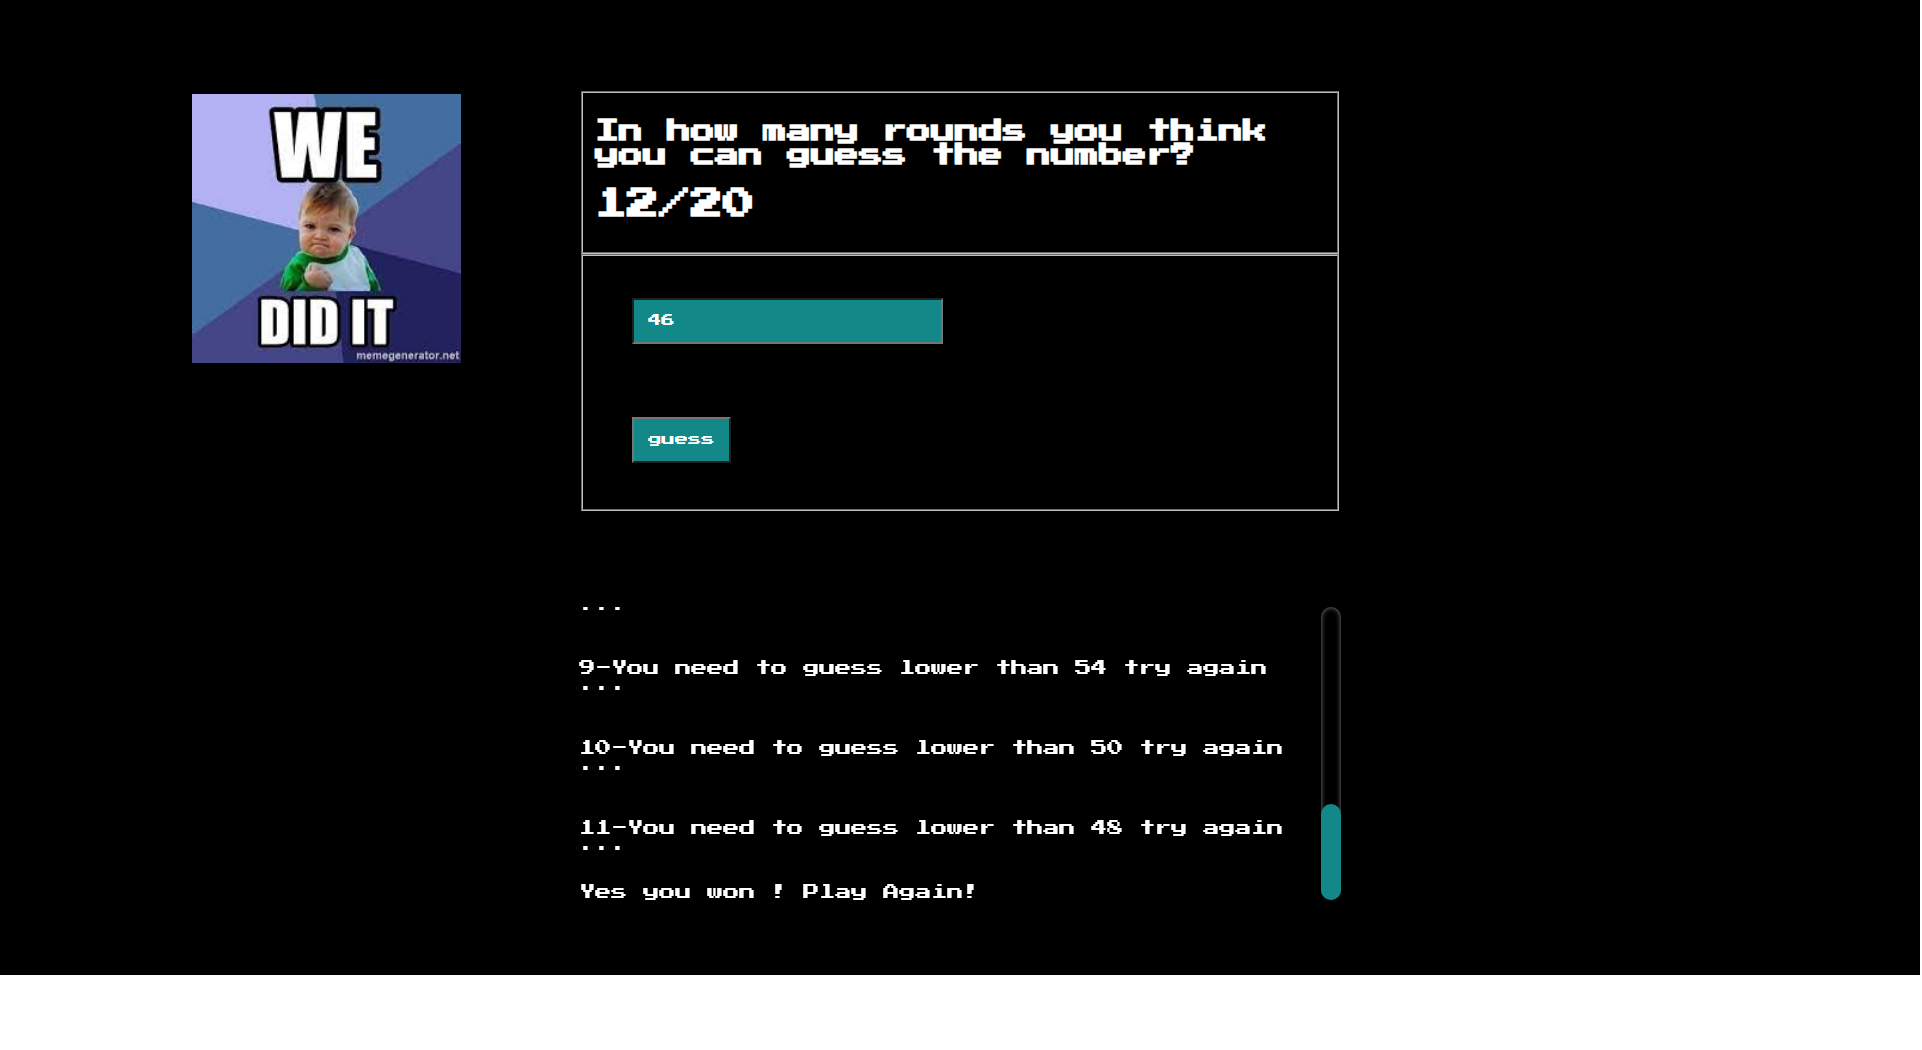 WE
DID IT
memegenerator.net
In how many rounds you think
you can guess the number?
12/20
46
guess
...
9-You need to guess lower than 54 try again
...
10-You need to guess lower than 50 try again
...
11-You need to guess lower than 48 try again
...
Yes you won ! Play Again!